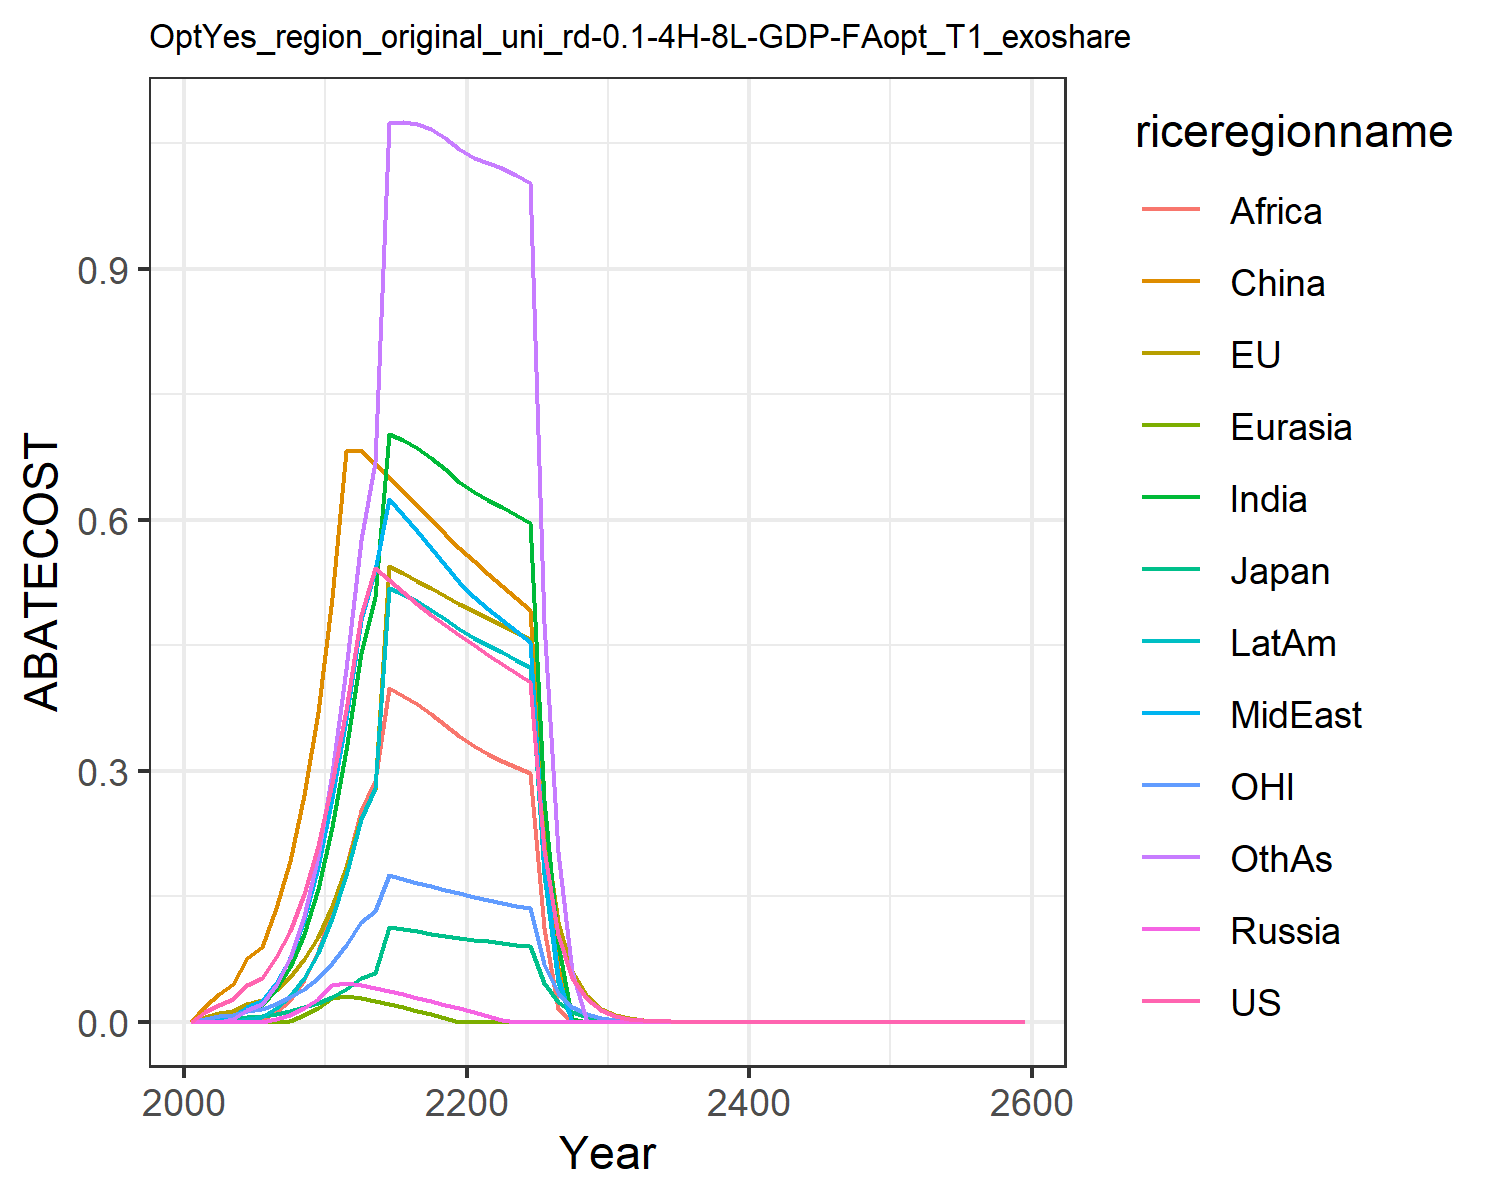 OptYes_region_original_uni_rd-0.1-4H-8L-GDP-FAopt_T1_exoshare
riceregionname
Africa
China
EU
Eurasia
India
Japan
LatAm
MidEast
OHI
OthAs
Russia
US
ABATECOST
0.9
0.6
0.3
0.0
2000 2200 2400 2600
Year